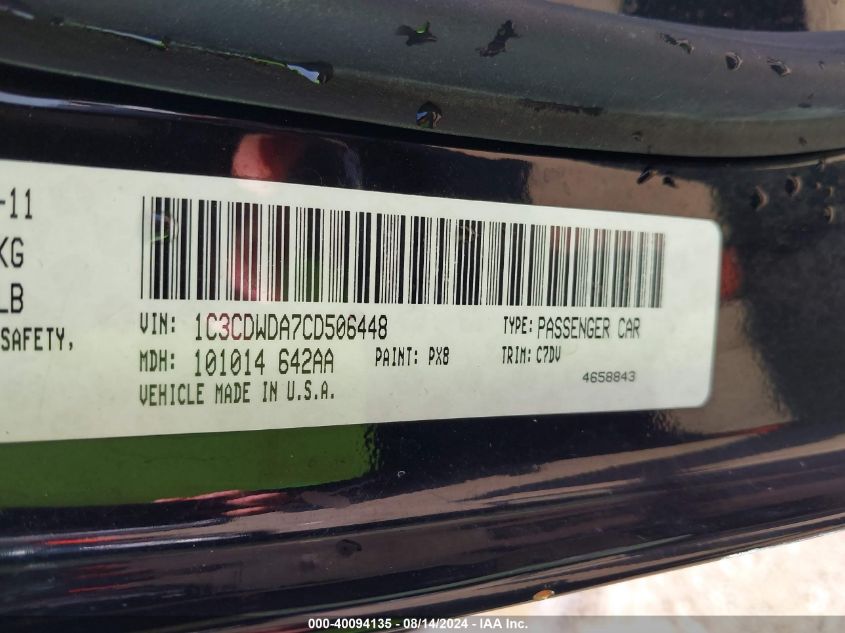 -11
KG
LB
SAFETY,
VIN: 1C3CDWDA7CD506448 TYPE: PASSENGER CAR
MDH: 101014 642AA PAINT: PX8 TRIM: C7DV
4658843
VEHICLE MADE IN U.S.A.
000-40094135 - 08/14/2024 - IAA Inc.